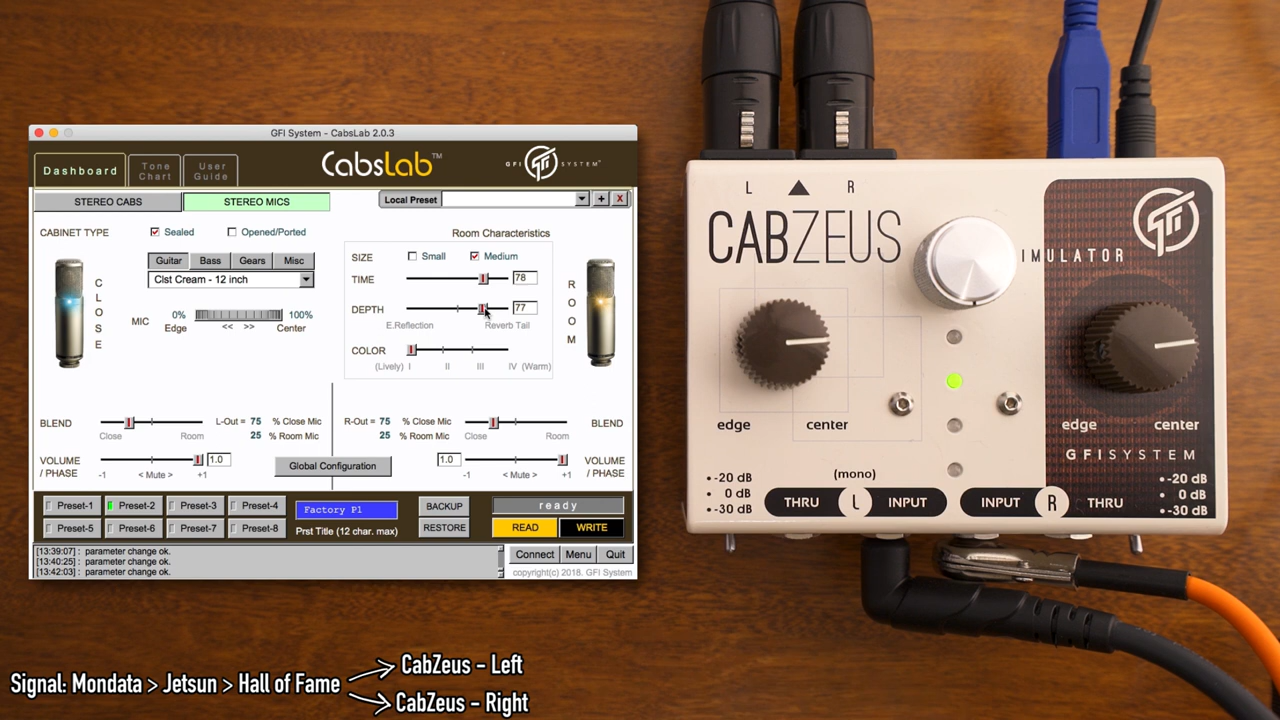 GFI System - CabsLab 2.0.3
Dashboard
Tone Chart
User Guide
CabsLab™
GFI SYSTEM
STEREO CABS
STEREO MICS
Local Preset
+
X
CABINET TYPE
Sealed
Opened/Ported
Guitar
Bass
Gears
Misc
Clst Cream - 12 inch
CLOSE
MIC
0%
Edge
<< >>
100%
Center
Room Characteristics
SIZE
Small
Medium
TIME
78
DEPTH
77
E.Reflection
Reverb Tail
COLOR
(Lively) I II III IV (Warm)
ROOM
BLEND
Close
Room
L-Out = 75 % Close Mic
25 % Room Mic
R-Out = 75 % Close Mic
25 % Room Mic
Close
Room
BLEND
VOLUME / PHASE
-1 < Mute > +1
1.0
Global Configuration
1.0
-1 < Mute > +1
VOLUME / PHASE
Preset-1
Preset-2
Preset-3
Preset-4
Preset-5
Preset-6
Preset-7
Preset-8
Factory P1
Prst Title (12 char. max)
BACKUP
RESTORE
ready
READ
WRITE
[13:39:07] : parameter change ok.
[13:40:25] : parameter change ok.
[13:42:03] : parameter change ok.
Connect
Menu
Quit
copyright(c) 2018. GFI System
L
R
CABZEUS
IMULATOR
edge
center
edge
center
GFISYSTEM
-20 dB
0 dB
-30 dB
(mono)
THRU L INPUT
INPUT R THRU
-20 dB
0 dB
-30 dB
Signal: Mondata > Jetsun > Hall of Fame
CabZeus - Left
CabZeus - Right